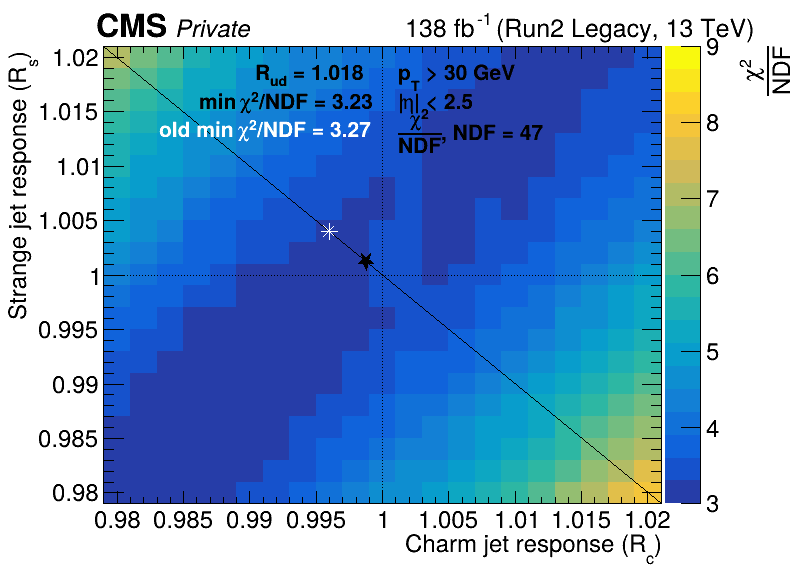 CMS Private 138 fb⁻¹ (Run2 Legacy, 13 TeV)
Strange jet response (R_s)
1.02
1.015
1.01
1.005
1
0.995
0.99
0.985
0.98
R_ud = 1.018
min χ²/NDF = 3.23
old min χ²/NDF = 3.27
p_T > 30 GeV
|η| < 2.5
χ²/NDF, NDF = 47
0.98 0.985 0.99 0.995 1 1.005 1.01 1.015 1.02
Charm jet response (R_c)
χ²/NDF
9
8
7
6
5
4
3